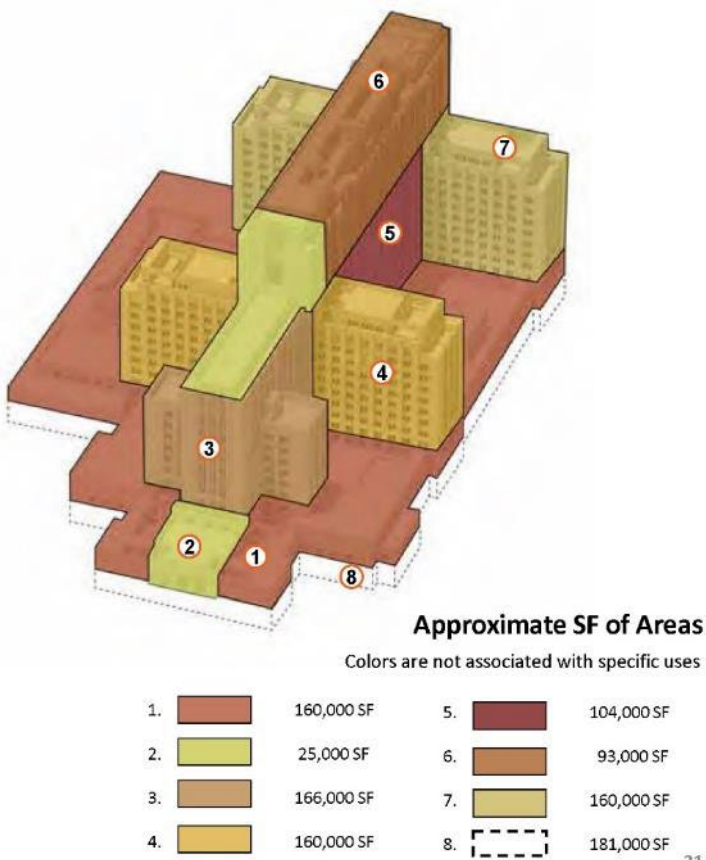 6
7
5
4
3
2
1
8
Approximate SF of Areas
Colors are not associated with specific uses
1. 160,000 SF
2. 25,000 SF
3. 166,000 SF
4. 160,000 SF
5. 104,000 SF
6. 93,000 SF
7. 160,000 SF
8. 181,000 SF